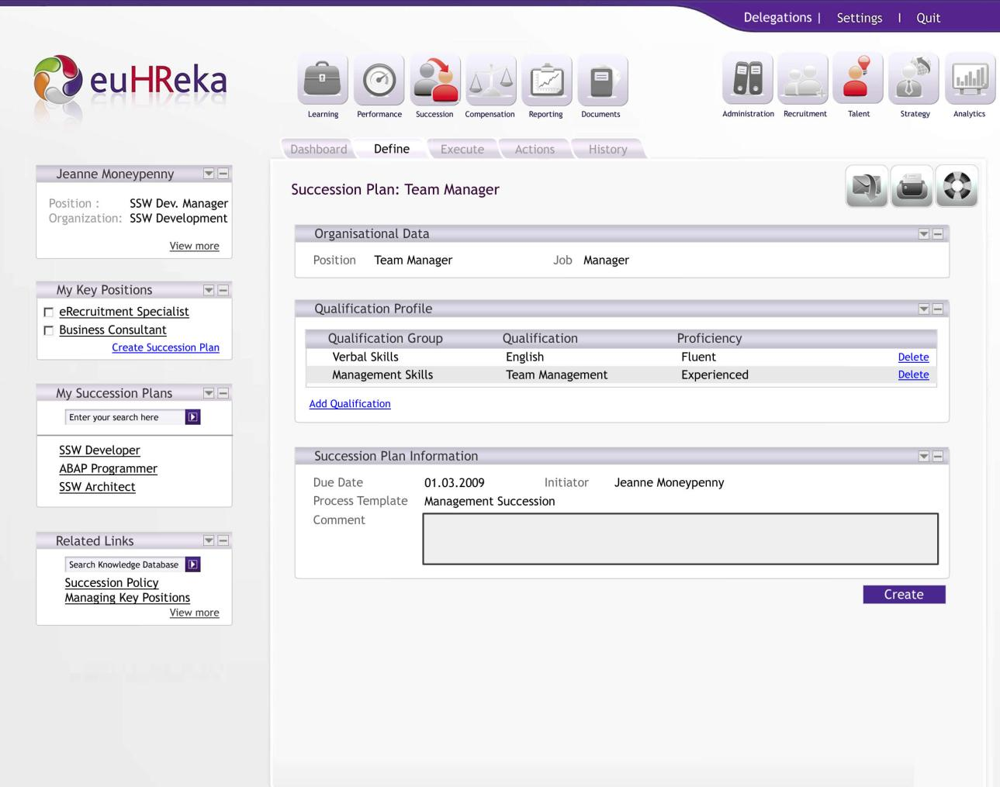 Delegations | Settings | Quit
euHReka
Learning Performance Succession Compensation Reporting Documents Administration Recruitment Talent Strategy Analytics
Dashboard Define Execute Actions History
Jeanne Moneypenny
Position : SSW Dev. Manager
Organization: SSW Development
View more
My Key Positions
eRecruitment Specialist
Business Consultant
Create Succession Plan
My Succession Plans
Enter your search here
SSW Developer
ABAP Programmer
SSW Architect
Related Links
Search Knowledge Database
Succession Policy
Managing Key Positions
View more
Succession Plan: Team Manager
Organisational Data
Position Team Manager Job Manager
Qualification Profile
Qualification Group Qualification Proficiency
Verbal Skills English Fluent Delete
Management Skills Team Management Experienced Delete
Add Qualification
Succession Plan Information
Due Date 01.03.2009 Initiator Jeanne Moneypenny
Process Template Management Succession
Comment
Create